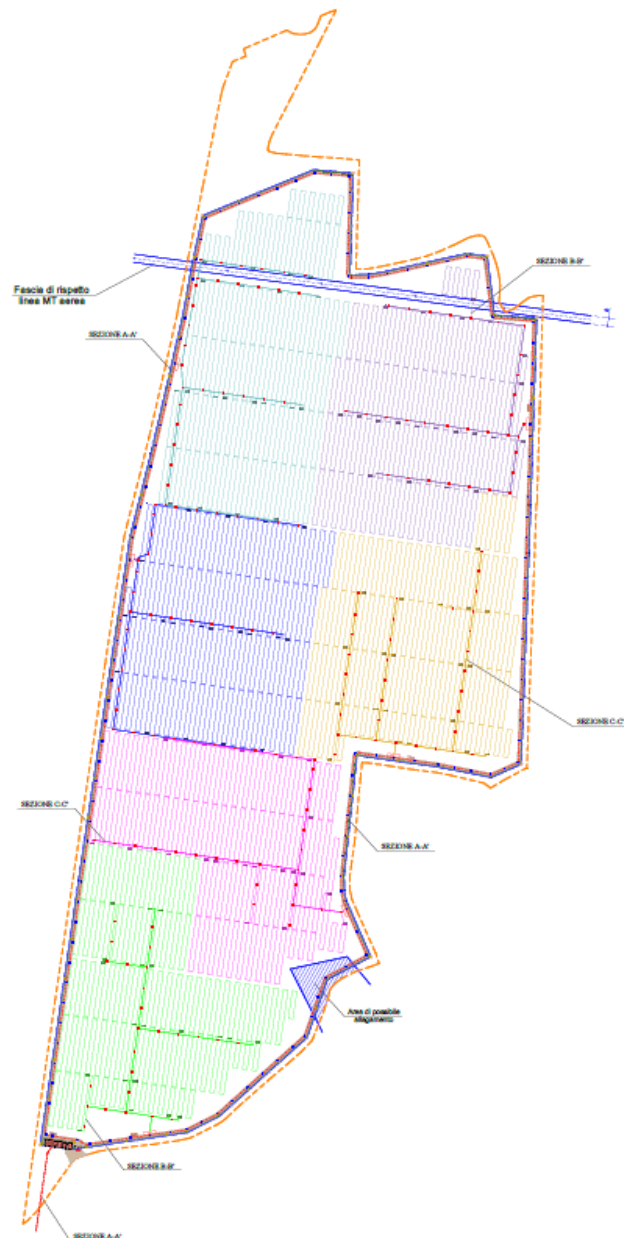 SEZIONE B-B'
Fascia di rispetto
linea MT aerea
SEZIONE A-A'
SEZIONE C-C'
SEZIONE C-C'
SEZIONE A-A'
Area di possibile
allagamento
SEZIONE B-B'
SEZIONE A-A'